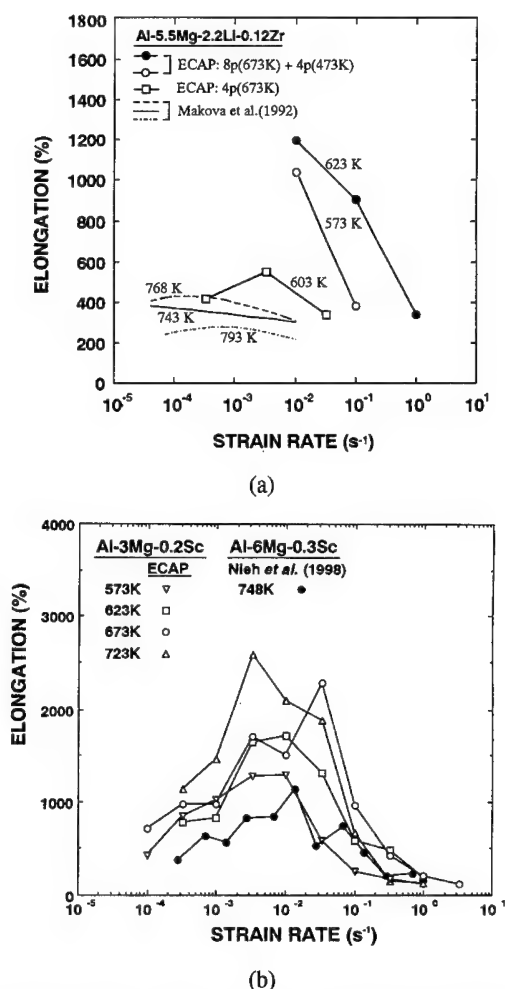 1800
1600
1400
1200
1000
800
600
400
200
0
ELONGATION (%)
Al-5.5Mg-2.2Li-0.12Zr
ECAP: 8p(673K) + 4p(473K)
ECAP: 4p(673K)
Makova et al.(1992)
623 K
573 K
603 K
768 K
743 K
793 K
10⁻⁵ 10⁻⁴ 10⁻³ 10⁻² 10⁻¹ 10⁰ 10¹
STRAIN RATE (s⁻¹)
(a)
4000
3000
2000
1000
0
ELONGATION (%)
Al-3Mg-0.2Sc Al-6Mg-0.3Sc
ECAP Nieh et al. (1998)
573K 748K
623K
673K
723K
10⁻⁵ 10⁻⁴ 10⁻³ 10⁻² 10⁻¹ 10⁰ 10¹
STRAIN RATE (s⁻¹)
(b)